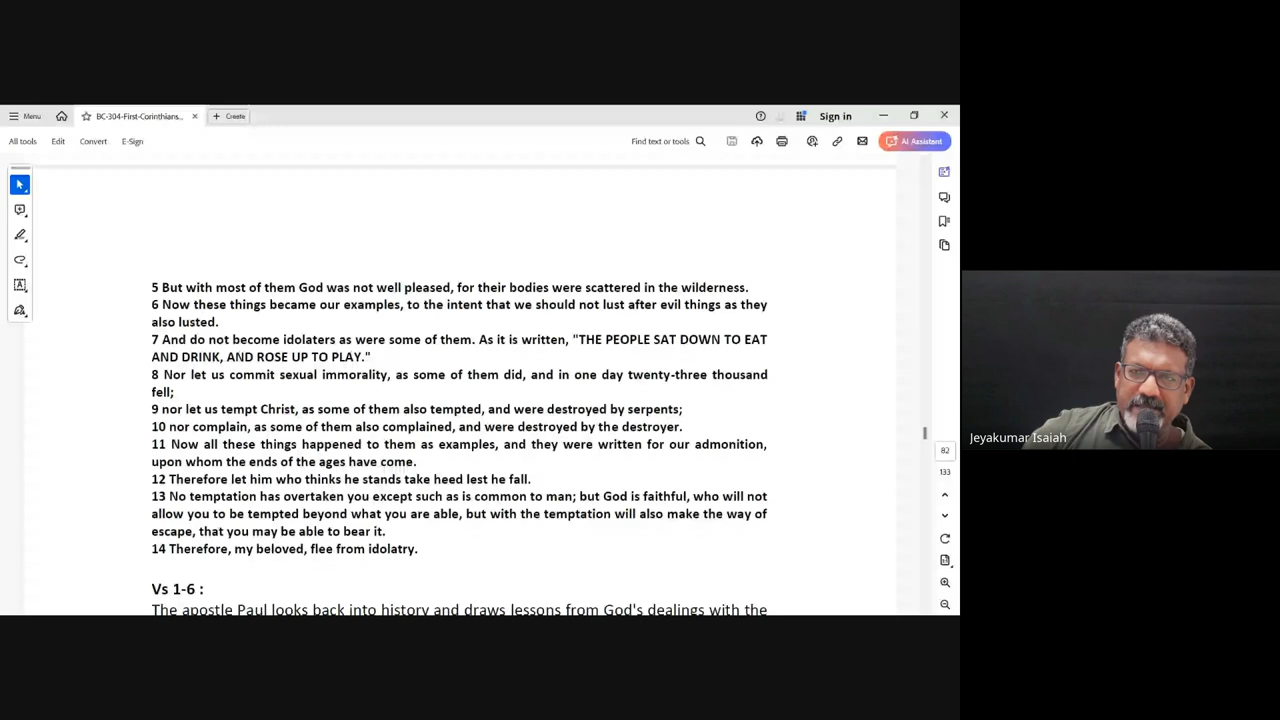 Menu
BC-304-First-Corinthians...
Create
Sign in
All tools
Edit
Convert
E-Sign
Find text or tools
AI Assistant
5 But with most of them God was not well pleased, for their bodies were scattered in the wilderness.
6 Now these things became our examples, to the intent that we should not lust after evil things as they
also lusted.
7 And do not become idolaters as were some of them. As it is written, "THE PEOPLE SAT DOWN TO EAT
AND DRINK, AND ROSE UP TO PLAY."
8 Nor let us commit sexual immorality, as some of them did, and in one day twenty-three thousand
fell;
9 nor let us tempt Christ, as some of them also tempted, and were destroyed by serpents;
10 nor complain, as some of them also complained, and were destroyed by the destroyer.
11 Now all these things happened to them as examples, and they were written for our admonition,
upon whom the ends of the ages have come.
12 Therefore let him who thinks he stands take heed lest he fall.
13 No temptation has overtaken you except such as is common to man; but God is faithful, who will not
allow you to be tempted beyond what you are able, but with the temptation will also make the way of
escape, that you may be able to bear it.
14 Therefore, my beloved, flee from idolatry.
Vs 1-6 :
The apostle Paul looks back into history and draws lessons from God's dealings with the
82
133
Jeyakumar Isaiah